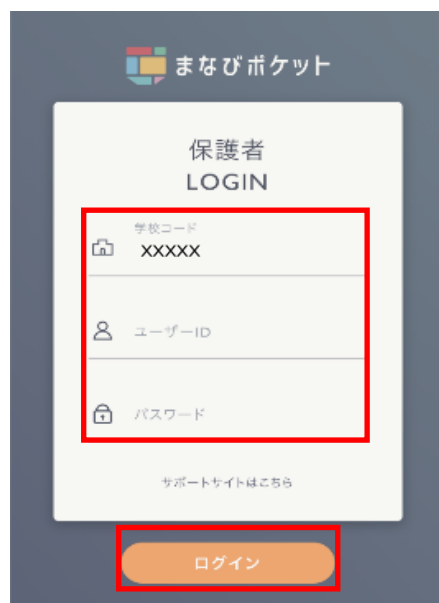 まなびポケット
保護者
LOGIN
学校コード
XXXXX
ユーザーID
パスワード
サポートサイトはこちら
ログイン